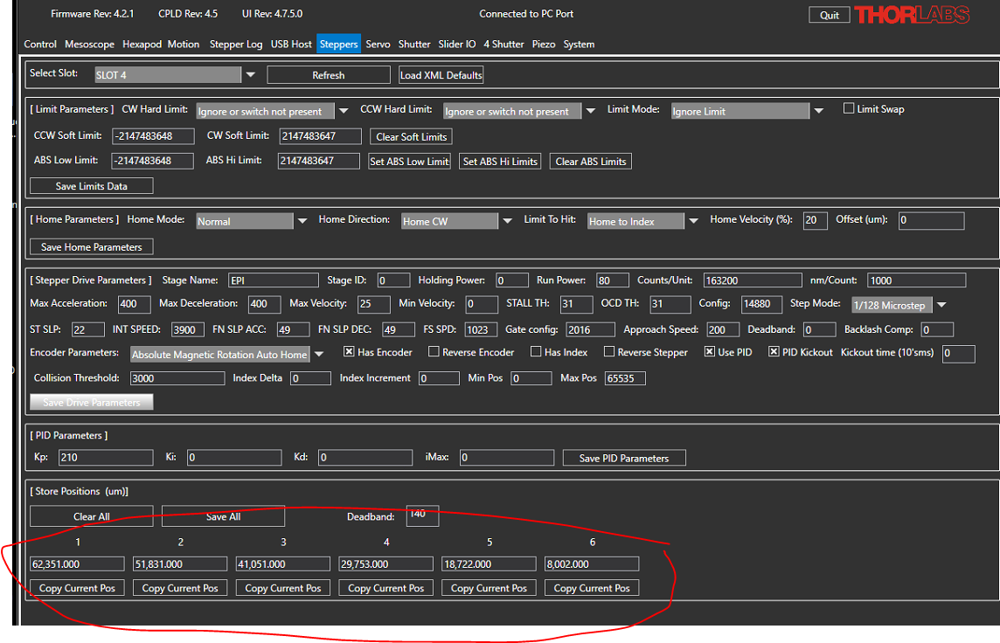 Firmware Rev: 4.2.1 CPLD Rev: 4.5 UI Rev: 4.7.5.0 Connected to PC Port Quit THORLABS
Control Mesoscope Hexapod Motion Stepper Log USB Host Steppers Servo Shutter Slider IO 4 Shutter Piezo System
Select Slot: SLOT 4 Refresh Load XML Defaults
[ Limit Parameters ] CW Hard Limit: Ignore or switch not present CCW Hard Limit: Ignore or switch not present Limit Mode: Ignore Limit Limit Swap
CCW Soft Limit: -2147483648 CW Soft Limit: 2147483647 Clear Soft Limits
ABS Low Limit: -2147483648 ABS Hi Limit: 2147483647 Set ABS Low Limit Set ABS Hi Limits Clear ABS Limits
Save Limits Data
[ Home Parameters ] Home Mode: Normal Home Direction: Home CW Limit To Hit: Home to Index Home Velocity (%): 20 Offset (um): 0
Save Home Parameters
[ Stepper Drive Parameters ] Stage Name: EPI Stage ID: 0 Holding Power: 0 Run Power: 80 Counts/Unit: 163200 nm/Count: 1000
Max Acceleration: 400 Max Deceleration: 400 Max Velocity: 25 Min Velocity: 0 STALL TH: 31 OCD TH: 31 Config: 14880 Step Mode: 1/128 Microstep
ST SLP: 22 INT SPEED: 3900 FN SLP ACC: 49 FN SLP DEC: 49 FS SPD: 1023 Gate config: 2016 Approach Speed: 200 Deadband: 0 Backlash Comp: 0
Encoder Parameters: Absolute Magnetic Rotation Auto Home Has Encoder Reverse Encoder Has Index Reverse Stepper Use PID PID Kickout Kickout time (10'sms) 0
Collision Threshold: 3000 Index Delta 0 Index Increment 0 Min Pos 0 Max Pos 65535
Save Drive Parameters
[ PID Parameters ]
Kp: 210 Ki: 0 Kd: 0 iMax: 0 Save PID Parameters
[ Store Positions (um)]
Clear All Save All Deadband: 140
1 2 3 4 5 6
62,351.000 51,831.000 41,051.000 29,753.000 18,722.000 8,002.000
Copy Current Pos Copy Current Pos Copy Current Pos Copy Current Pos Copy Current Pos Copy Current Pos